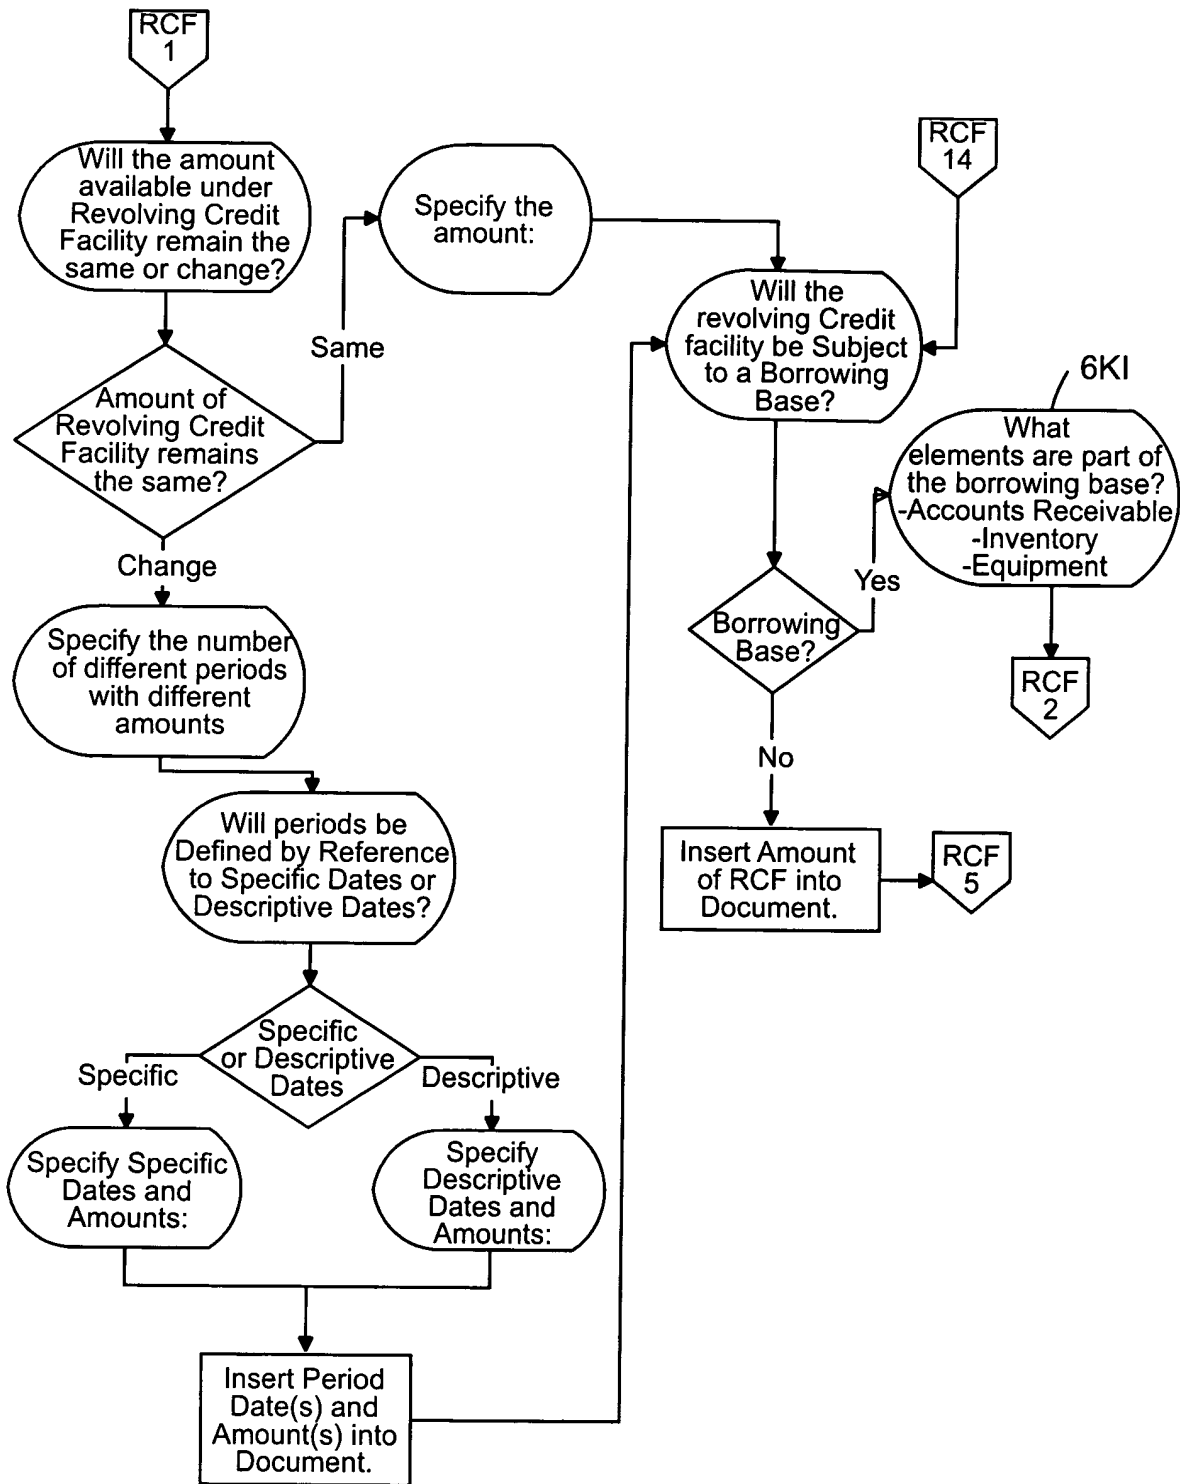 RCF
1
Will the amount
available under
Revolving Credit
Facility remain the
same or change?
Amount of
Revolving Credit
Facility remains
the same?
Same
Specify the
amount:
Change
Specify the number
of different periods
with different
amounts
Will periods be
Defined by Reference
to Specific Dates or
Descriptive Dates?
Specific
or Descriptive
Dates
Specific
Descriptive
Specify Specific
Dates and
Amounts:
Specify
Descriptive
Dates and
Amounts:
Insert Period
Date(s) and
Amount(s) into
Document.
RCF
14
Will the
revolving Credit
facility be Subject
to a Borrowing
Base?
Borrowing
Base?
Yes
6KI
What
elements are part of
the borrowing base?
-Accounts Receivable
-Inventory
-Equipment
RCF
2
No
Insert Amount
of RCF into
Document.
RCF
5